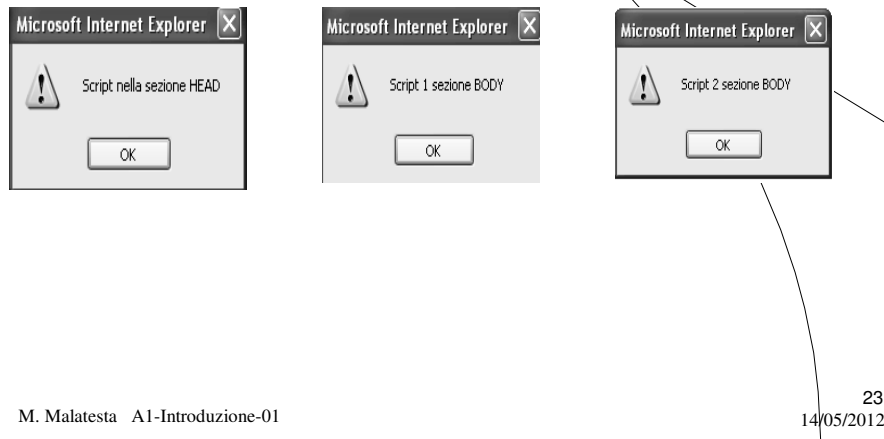 Microsoft Internet Explorer
Script nella sezione HEAD
OK
Microsoft Internet Explorer
Script 1 sezione BODY
OK
Microsoft Internet Explorer
Script 2 sezione BODY
OK
M. Malatesta A1-Introduzione-01
23
14/05/2012